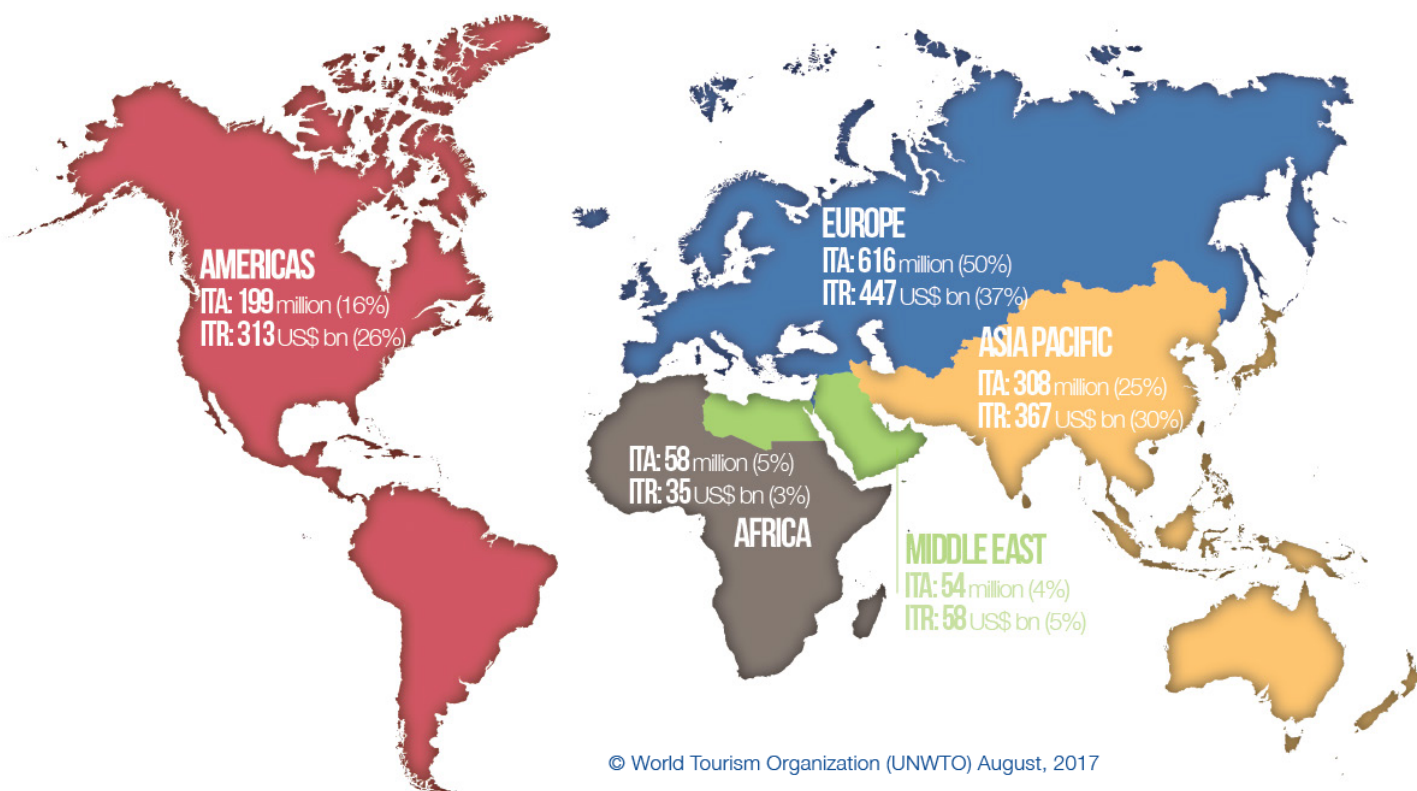 AMERICAS
ITA: 199 million (16%)
ITR: 313 US$ bn (26%)
EUROPE
ITA: 616 million (50%)
ITR: 447 US$ bn (37%)
ASIA PACIFIC
ITA: 308 million (25%)
ITR: 367 US$ bn (30%)
ITA: 58 million (5%)
ITR: 35 US$ bn (3%)
AFRICA
MIDDLE EAST
ITA: 54 million (4%)
ITR: 58 US$ bn (5%)
© World Tourism Organization (UNWTO) August, 2017